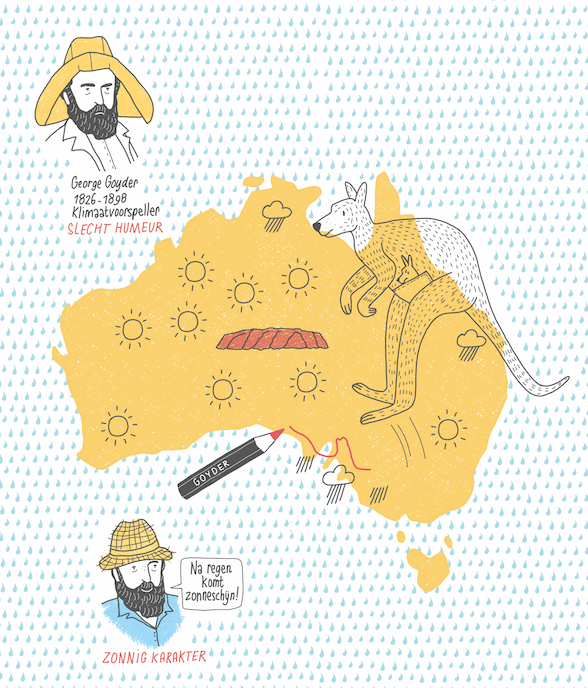 George Goyder
1826-1898
Klimaatvoorspeller
SLECHT HUMEUR
GOYDER
Na regen
komt
zonneschijn!
ZONNIG KARAKTER